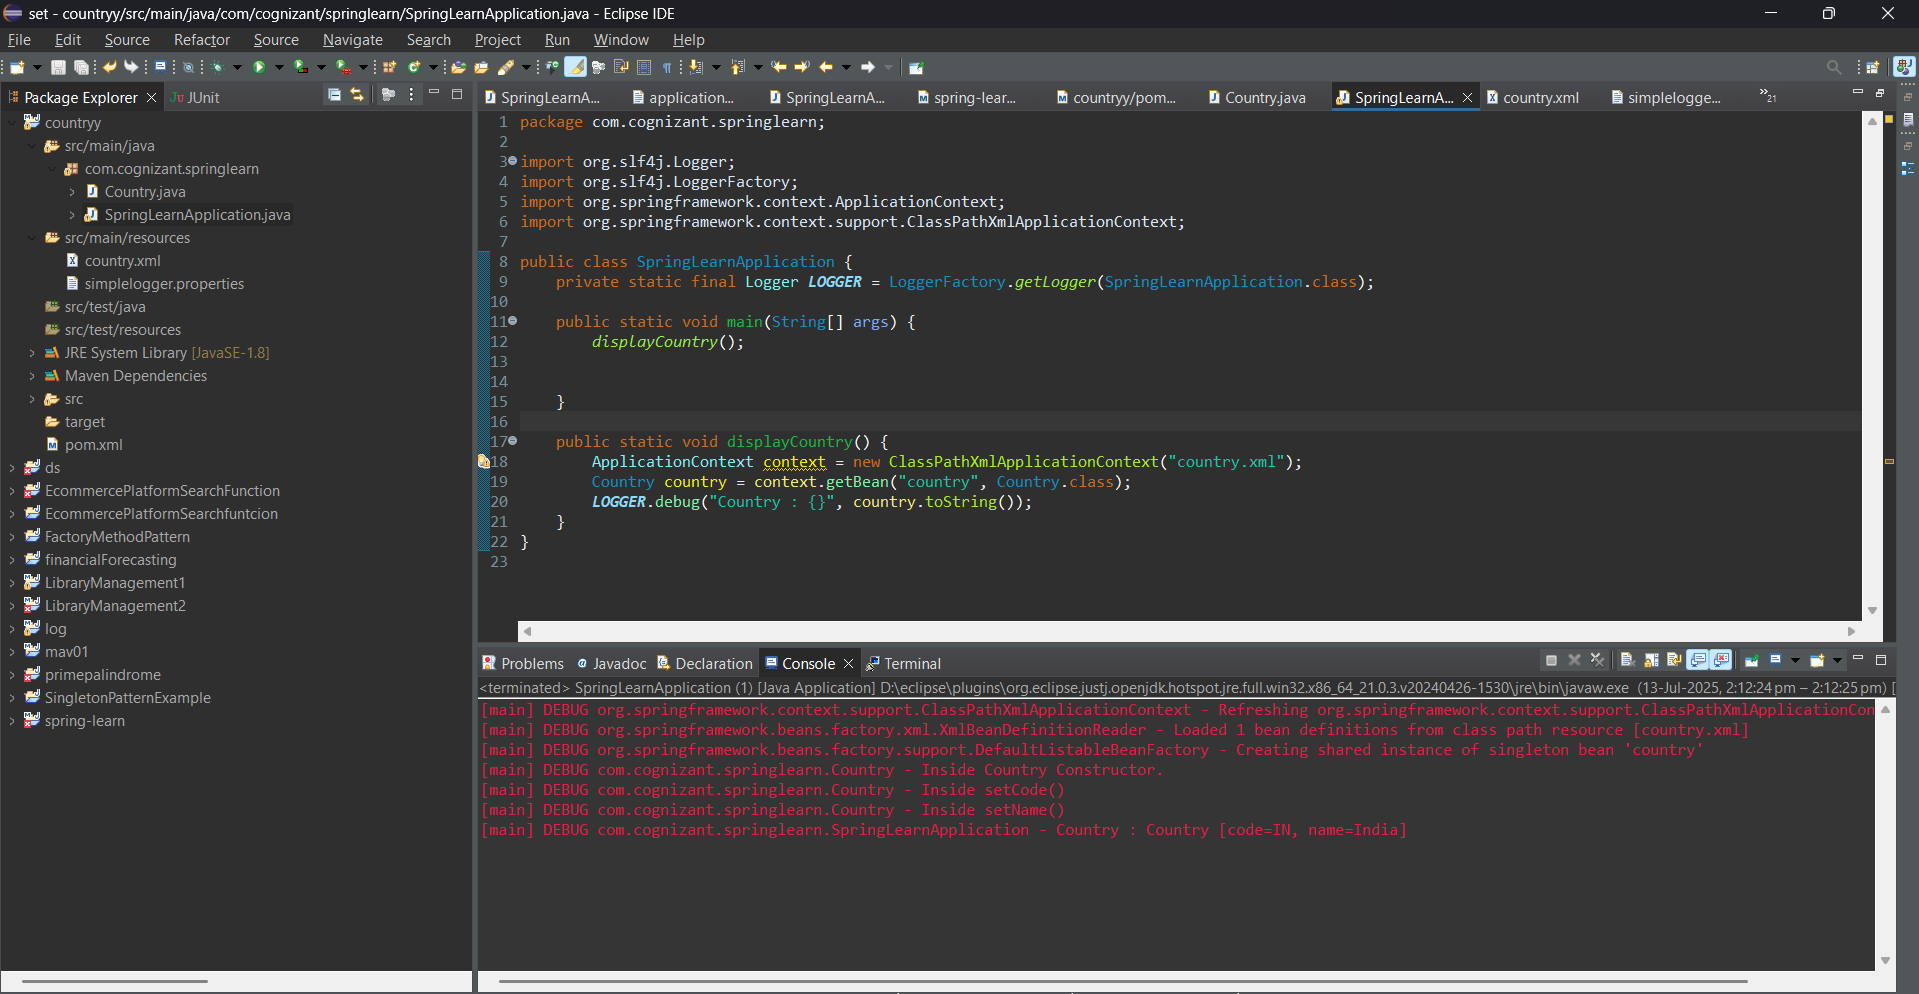 set - countryy/src/main/java/com/cognizant/springlearn/SpringLearnApplication.java - Eclipse IDE
File Edit Source Refactor Source Navigate Search Project Run Window Help
Package Explorer
JUnit
SpringLearnA...
application...
SpringLearnA...
spring-lear...
countryy/pom...
Country.java
SpringLearnA...
country.xml
simplelogge...
»21
countryy
src/main/java
com.cognizant.springlearn
Country.java
SpringLearnApplication.java
src/main/resources
country.xml
simplelogger.properties
src/test/java
src/test/resources
JRE System Library [JavaSE-1.8]
Maven Dependencies
src
target
pom.xml
ds
EcommercePlatformSearchFunction
EcommercePlatformSearchfuntcion
FactoryMethodPattern
financialForecasting
LibraryManagement1
LibraryManagement2
log
mav01
primepalindrome
SingletonPatternExample
spring-learn
1 package com.cognizant.springlearn;
2
3 import org.slf4j.Logger;
4 import org.slf4j.LoggerFactory;
5 import org.springframework.context.ApplicationContext;
6 import org.springframework.context.support.ClassPathXmlApplicationContext;
7
8 public class SpringLearnApplication {
9 private static final Logger LOGGER = LoggerFactory.getLogger(SpringLearnApplication.class);
10
11 public static void main(String[] args) {
12 displayCountry();
13
14
15 }
16
17 public static void displayCountry() {
18 ApplicationContext context = new ClassPathXmlApplicationContext("country.xml");
19 Country country = context.getBean("country", Country.class);
20 LOGGER.debug("Country : {}", country.toString());
21 }
22 }
23
Problems Javadoc Declaration Console Terminal
<terminated> SpringLearnApplication (1) [Java Application] D:\eclipse\plugins\org.eclipse.justj.openjdk.hotspot.jre.full.win32.x86_64_21.0.3.v20240426-1530\jre\bin\javaw.exe (13-Jul-2025, 2:12:24 pm – 2:12:25 pm) [
[main] DEBUG org.springframework.context.support.ClassPathXmlApplicationContext - Refreshing org.springframework.context.support.ClassPathXmlApplicationCon
[main] DEBUG org.springframework.beans.factory.xml.XmlBeanDefinitionReader - Loaded 1 bean definitions from class path resource [country.xml]
[main] DEBUG org.springframework.beans.factory.support.DefaultListableBeanFactory - Creating shared instance of singleton bean 'country'
[main] DEBUG com.cognizant.springlearn.Country - Inside Country Constructor.
[main] DEBUG com.cognizant.springlearn.Country - Inside setCode()
[main] DEBUG com.cognizant.springlearn.Country - Inside setName()
[main] DEBUG com.cognizant.springlearn.SpringLearnApplication - Country : Country [code=IN, name=India]